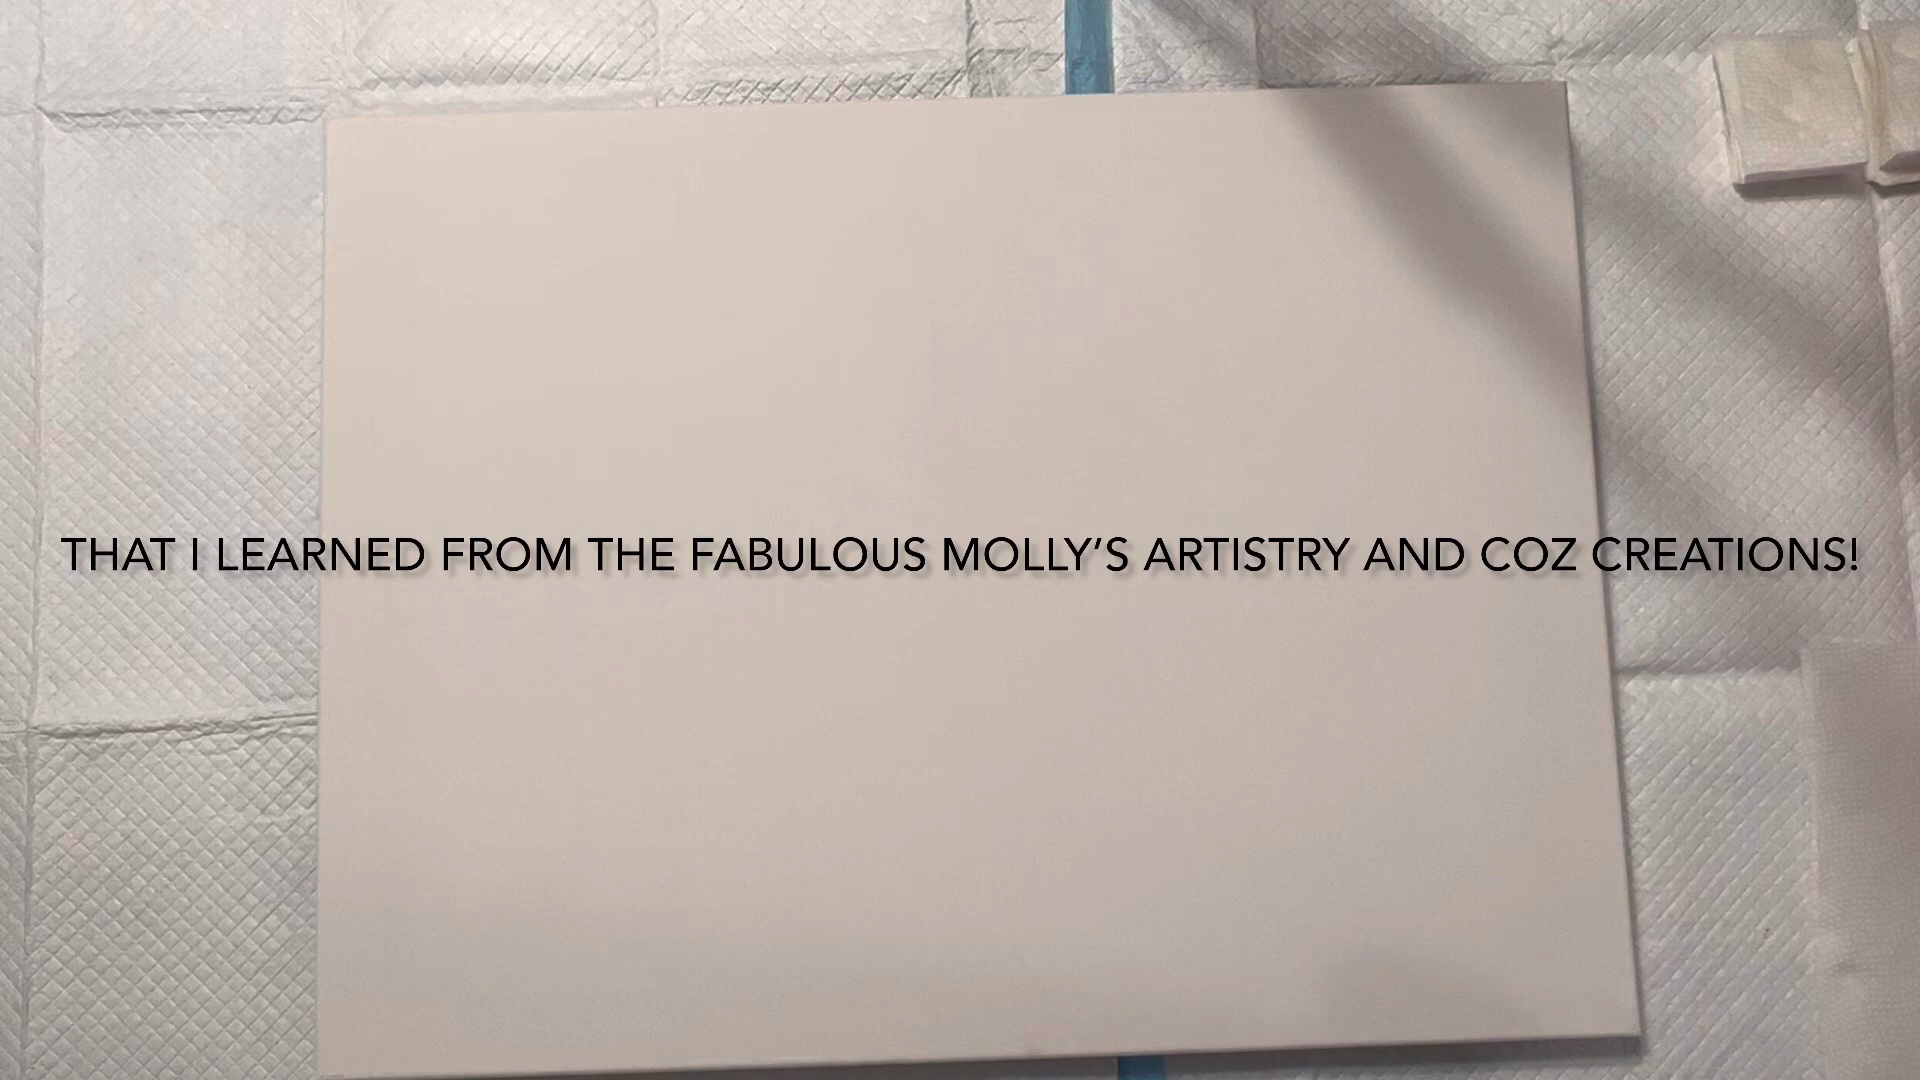 THAT I LEARNED FROM THE FABULOUS MOLLY’S ARTISTRY AND COZ CREATIONS!